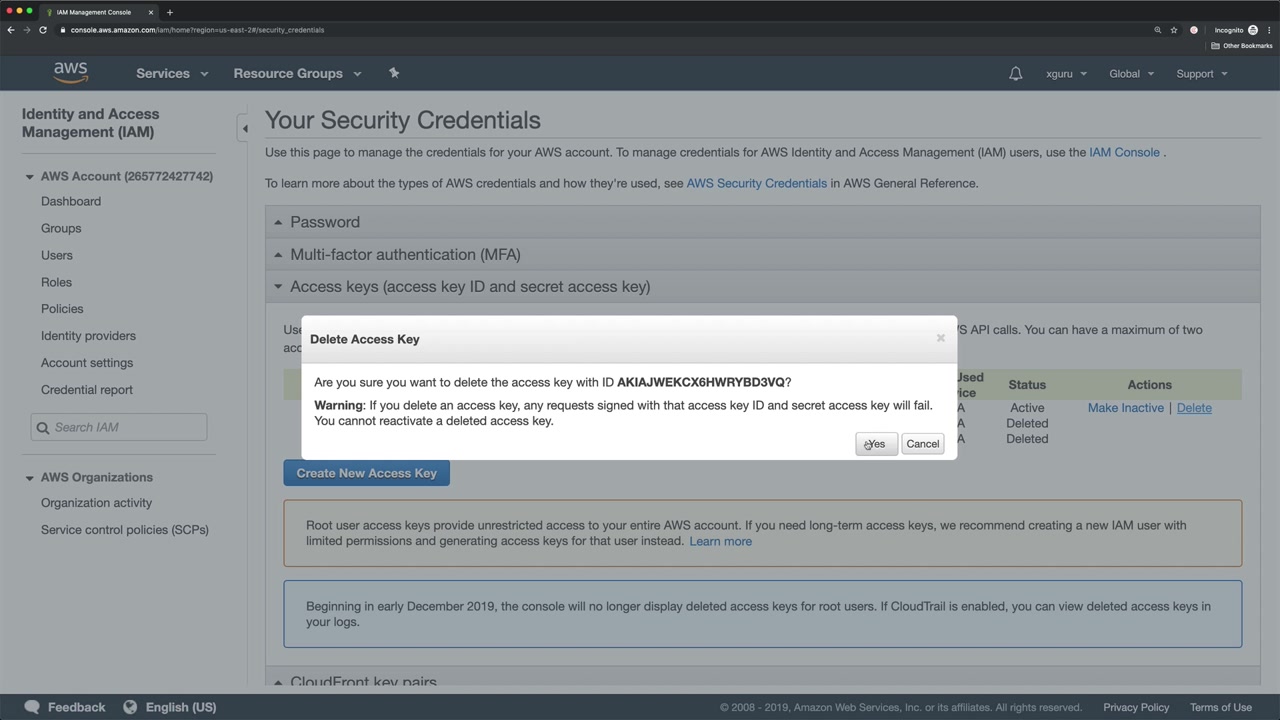 IAM Management Console
console.aws.amazon.com/iam/home?region=us-east-2#/security_credentials
Incognito
Other Bookmarks
aws
Services
Resource Groups
xguru
Global
Support
Identity and Access
Management (IAM)
AWS Account (265772427742)
Dashboard
Groups
Users
Roles
Policies
Identity providers
Account settings
Credential report
Search IAM
AWS Organizations
Organization activity
Service control policies (SCPs)
Your Security Credentials
Use this page to manage the credentials for your AWS account. To manage credentials for AWS Identity and Access Management (IAM) users, use the IAM Console .
To learn more about the types of AWS credentials and how they're used, see AWS Security Credentials in AWS General Reference.
Password
Multi-factor authentication (MFA)
Access keys (access key ID and secret access key)
Use
S API calls. You can have a maximum of two
acc
Delete Access Key
Are you sure you want to delete the access key with ID AKIAJWEKCX6HWRYBD3VQ?
Warning: If you delete an access key, any requests signed with that access key ID and secret access key will fail.
You cannot reactivate a deleted access key.
Yes
Cancel
Used
ice
Status
Actions
A
Active
Make Inactive | Delete
A
Deleted
A
Deleted
Create New Access Key
Root user access keys provide unrestricted access to your entire AWS account. If you need long-term access keys, we recommend creating a new IAM user with
limited permissions and generating access keys for that user instead. Learn more
Beginning in early December 2019, the console will no longer display deleted access keys for root users. If CloudTrail is enabled, you can view deleted access keys in
your logs.
CloudFront key pairs
Feedback
English (US)
© 2008 - 2019, Amazon Web Services, Inc. or its affiliates. All rights reserved.
Privacy Policy
Terms of Use